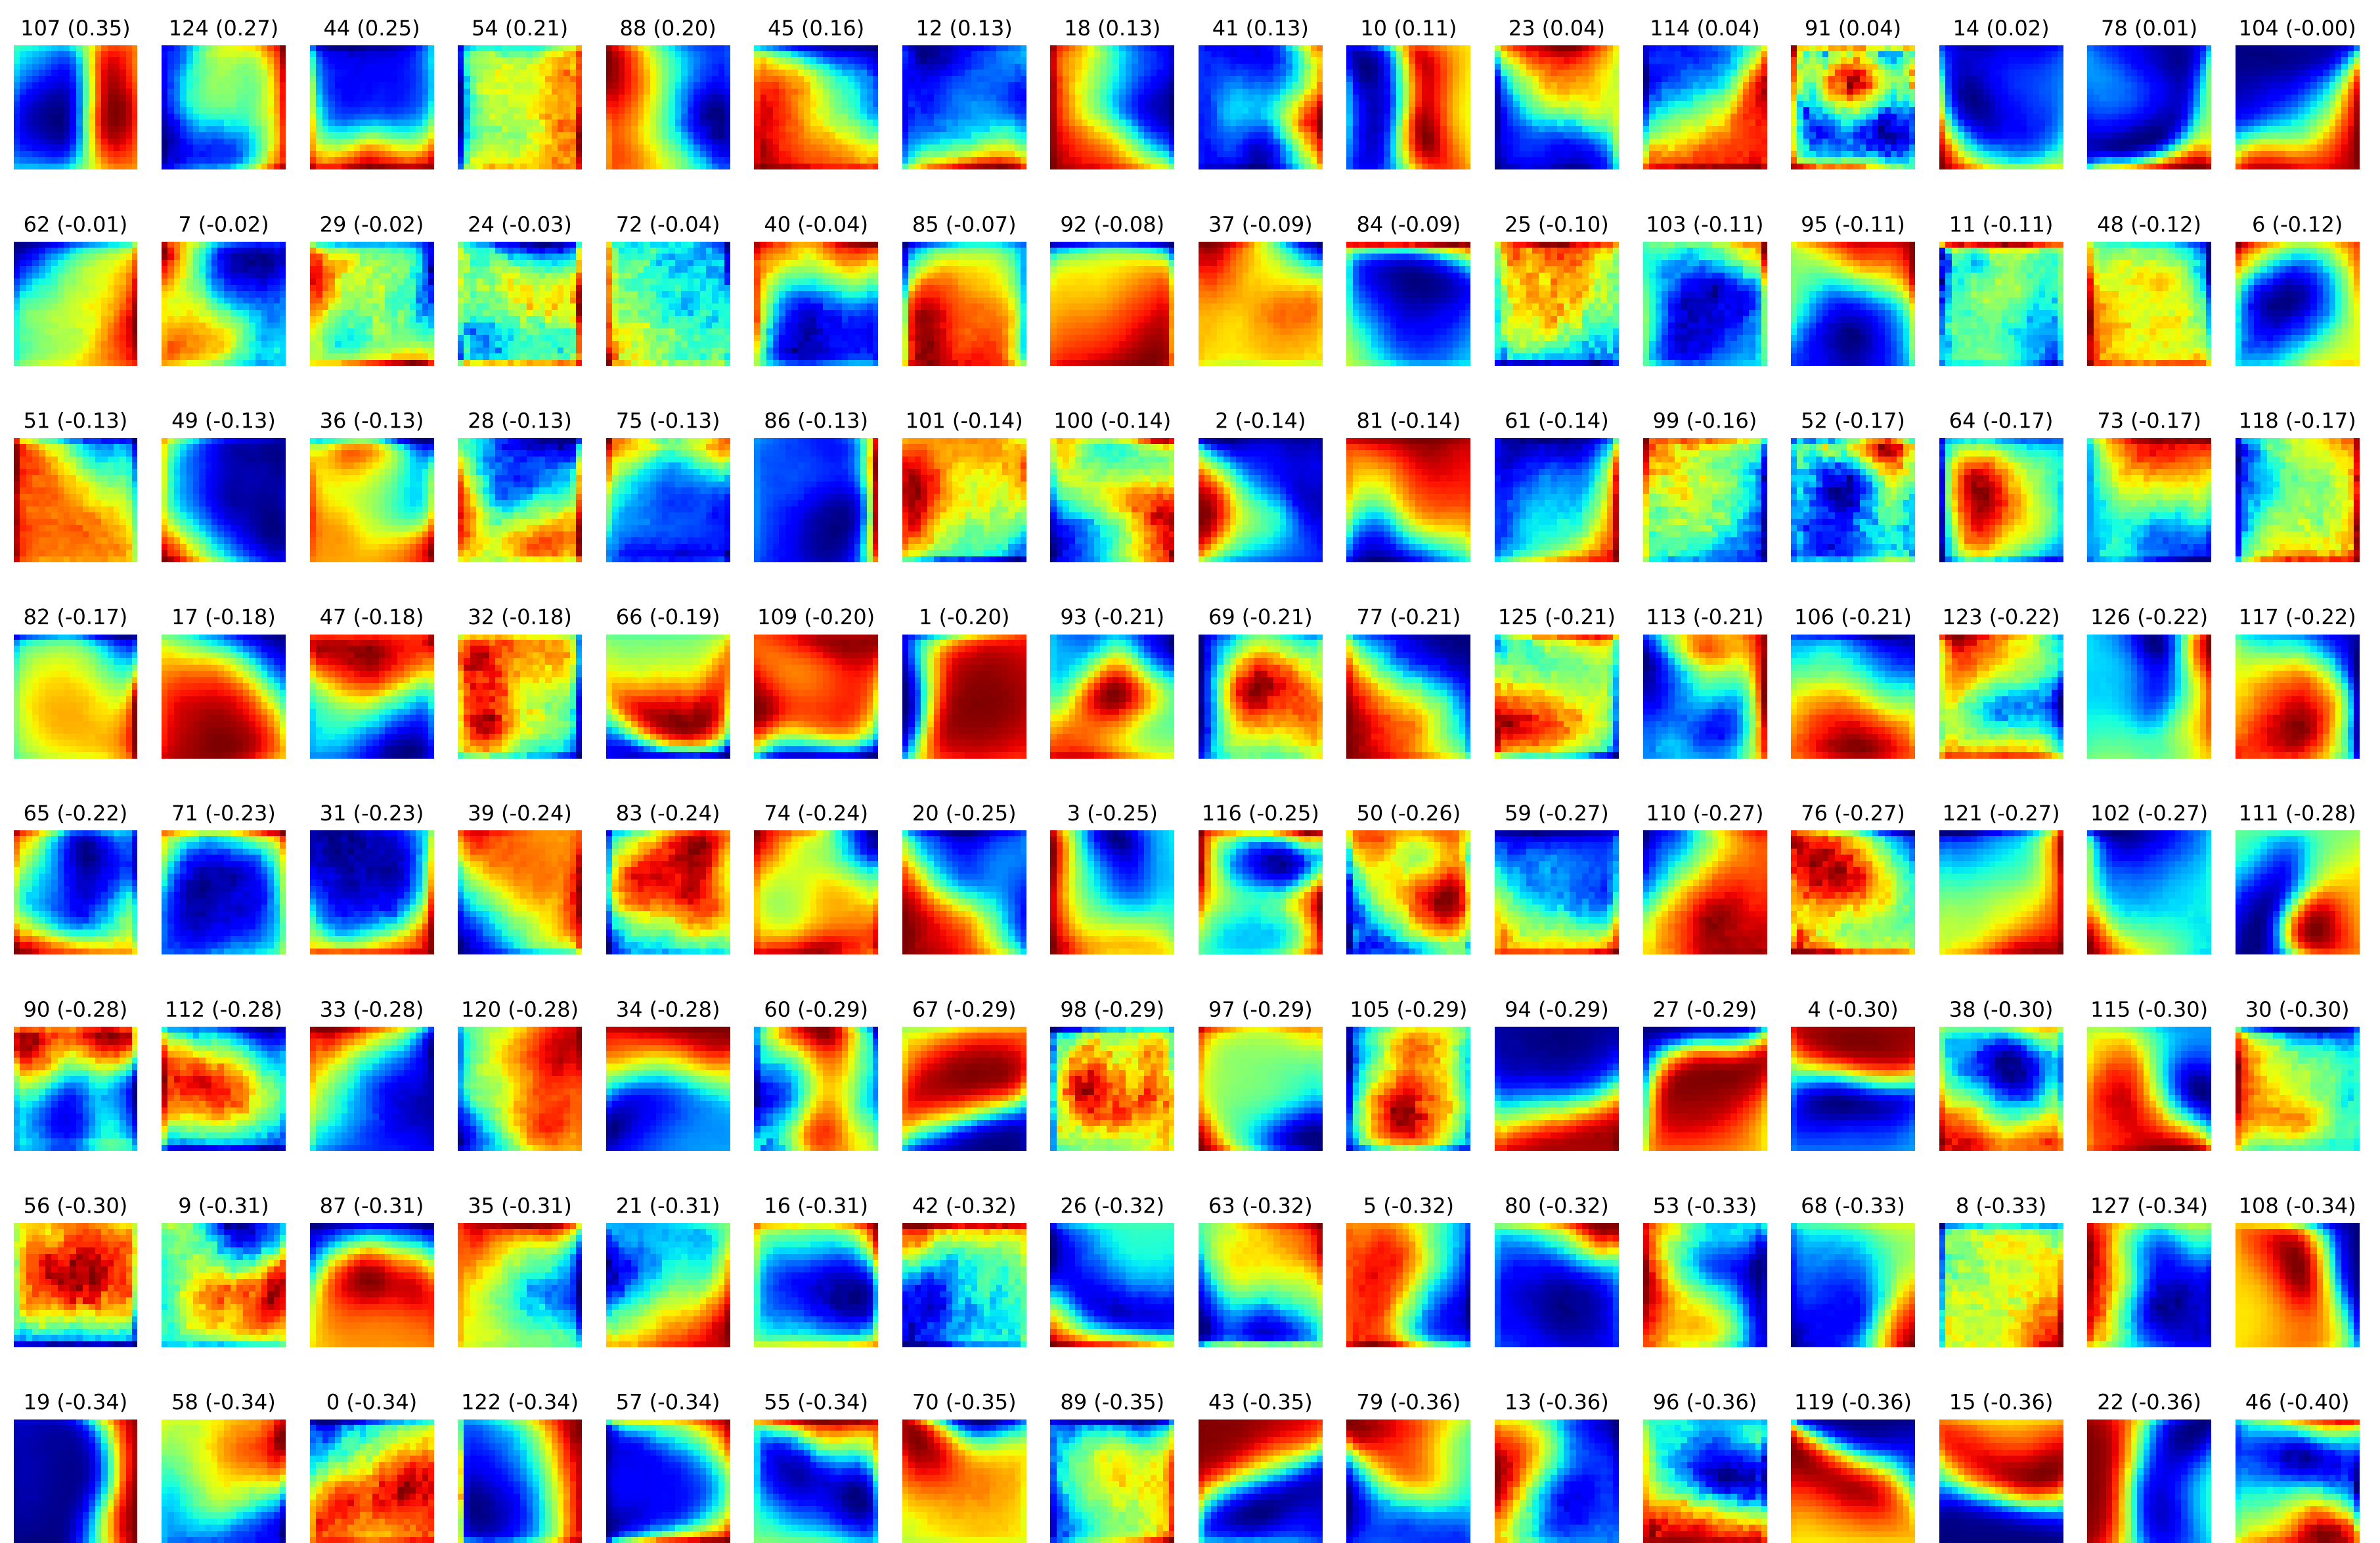 107 (0.35) 124 (0.27) 44 (0.25) 54 (0.21) 88 (0.20) 45 (0.16) 12 (0.13) 18 (0.13) 41 (0.13) 10 (0.11) 23 (0.04) 114 (0.04) 91 (0.04) 14 (0.02) 78 (0.01) 104 (-0.00)
62 (-0.01) 7 (-0.02) 29 (-0.02) 24 (-0.03) 72 (-0.04) 40 (-0.04) 85 (-0.07) 92 (-0.08) 37 (-0.09) 84 (-0.09) 25 (-0.10) 103 (-0.11) 95 (-0.11) 11 (-0.11) 48 (-0.12) 6 (-0.12)
51 (-0.13) 49 (-0.13) 36 (-0.13) 28 (-0.13) 75 (-0.13) 86 (-0.13) 101 (-0.14) 100 (-0.14) 2 (-0.14) 81 (-0.14) 61 (-0.14) 99 (-0.16) 52 (-0.17) 64 (-0.17) 73 (-0.17) 118 (-0.17)
82 (-0.17) 17 (-0.18) 47 (-0.18) 32 (-0.18) 66 (-0.19) 109 (-0.20) 1 (-0.20) 93 (-0.21) 69 (-0.21) 77 (-0.21) 125 (-0.21) 113 (-0.21) 106 (-0.21) 123 (-0.22) 126 (-0.22) 117 (-0.22)
65 (-0.22) 71 (-0.23) 31 (-0.23) 39 (-0.24) 83 (-0.24) 74 (-0.24) 20 (-0.25) 3 (-0.25) 116 (-0.25) 50 (-0.26) 59 (-0.27) 110 (-0.27) 76 (-0.27) 121 (-0.27) 102 (-0.27) 111 (-0.28)
90 (-0.28) 112 (-0.28) 33 (-0.28) 120 (-0.28) 34 (-0.28) 60 (-0.29) 67 (-0.29) 98 (-0.29) 97 (-0.29) 105 (-0.29) 94 (-0.29) 27 (-0.29) 4 (-0.30) 38 (-0.30) 115 (-0.30) 30 (-0.30)
56 (-0.30) 9 (-0.31) 87 (-0.31) 35 (-0.31) 21 (-0.31) 16 (-0.31) 42 (-0.32) 26 (-0.32) 63 (-0.32) 5 (-0.32) 80 (-0.32) 53 (-0.33) 68 (-0.33) 8 (-0.33) 127 (-0.34) 108 (-0.34)
19 (-0.34) 58 (-0.34) 0 (-0.34) 122 (-0.34) 57 (-0.34) 55 (-0.34) 70 (-0.35) 89 (-0.35) 43 (-0.35) 79 (-0.36) 13 (-0.36) 96 (-0.36) 119 (-0.36) 15 (-0.36) 22 (-0.36) 46 (-0.40)